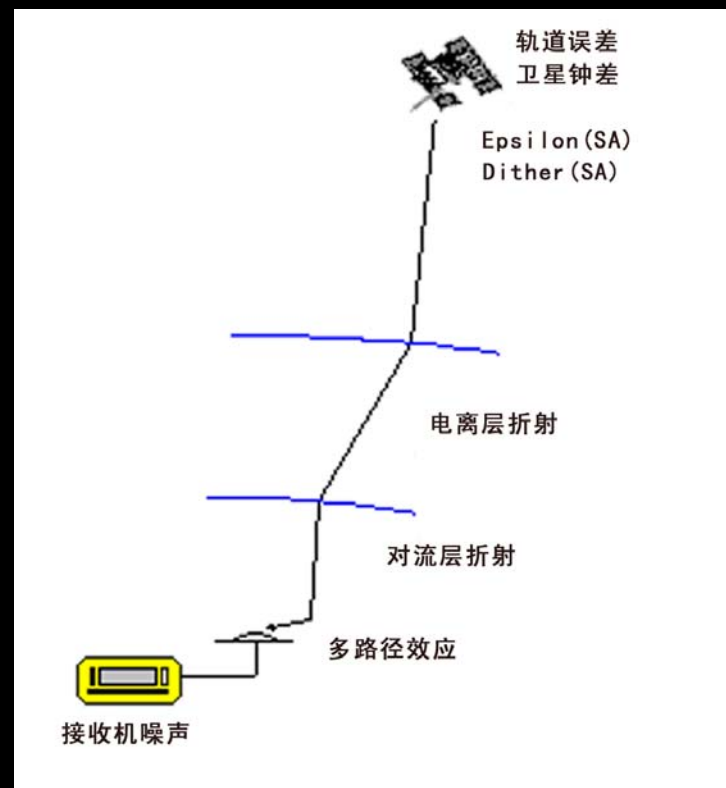 轨道误差
卫星钟差
Epsilon(SA)
Dither(SA)
电离层折射
对流层折射
多路径效应
接收机噪声